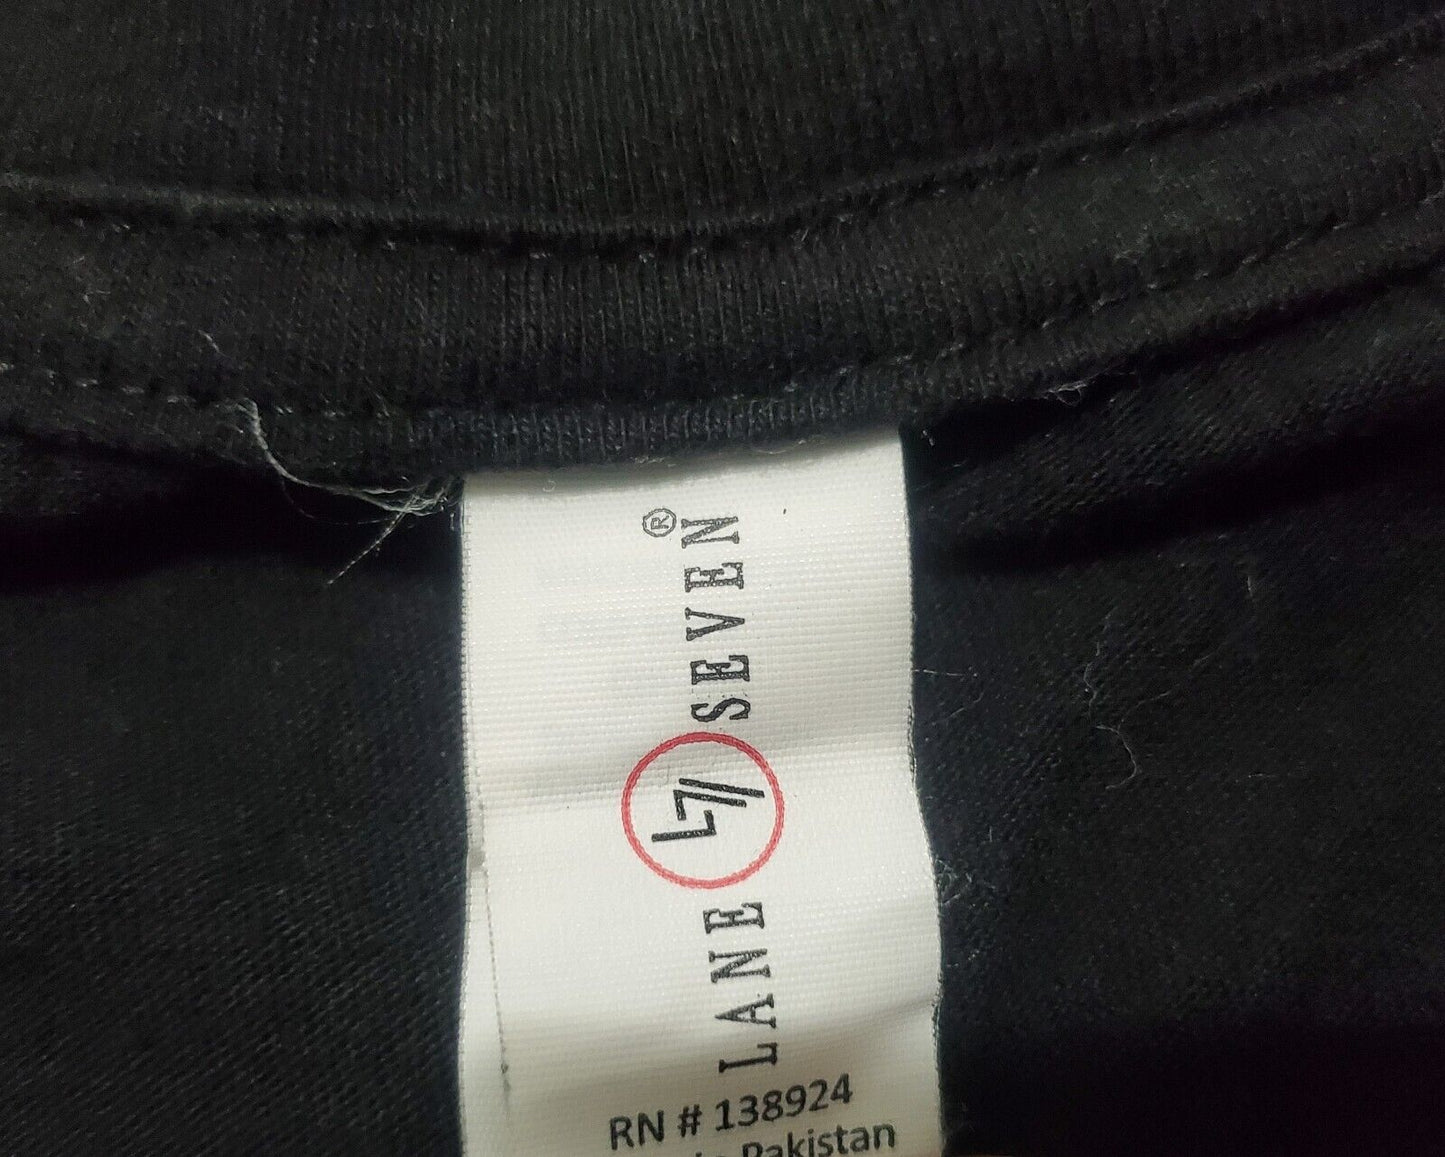 LANE L7// SEVEN®
RN # 138924
Pakistan